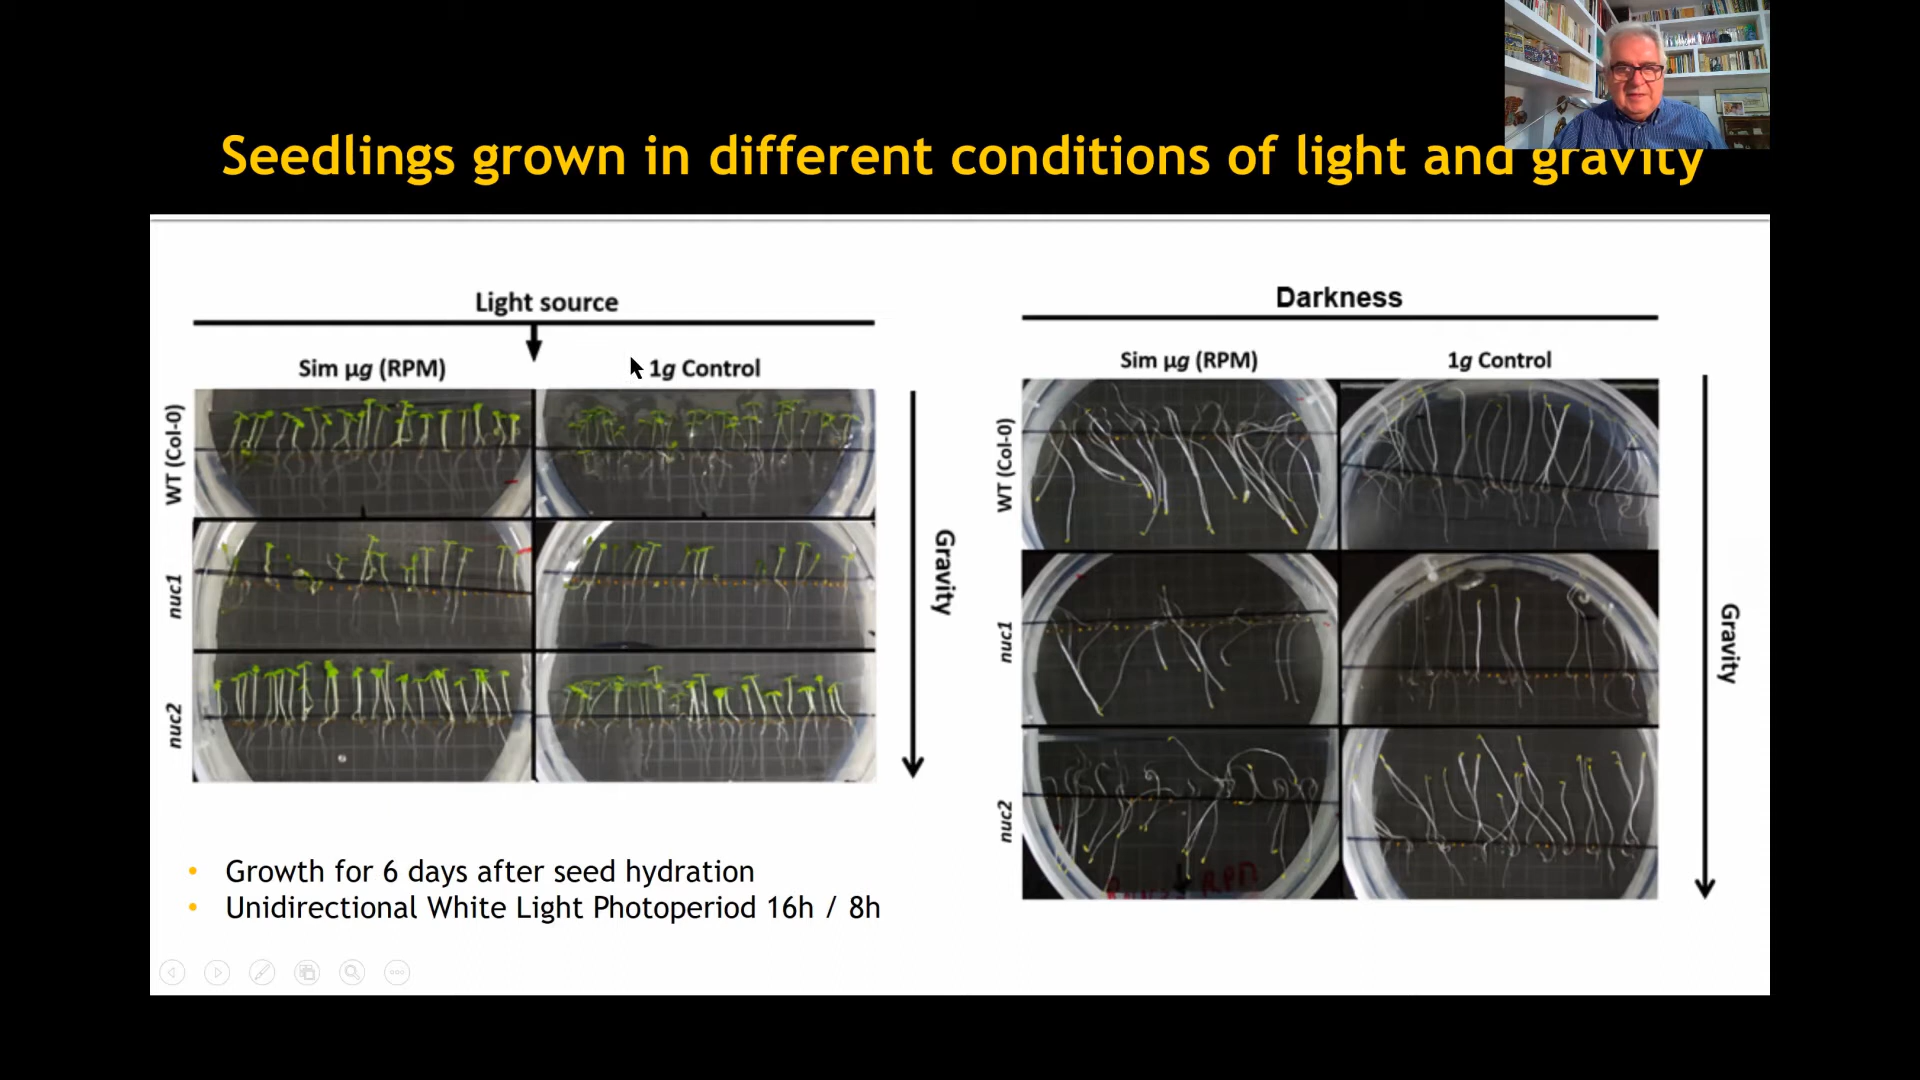 Seedlings grown in different conditions of light and gravity
Light source
Sim µg (RPM)
1g Control
WT (Col-0)
nuc1
nuc2
Gravity
Darkness
Sim µg (RPM)
1g Control
WT (Col-0)
nuc1
nuc2
RPM
Gravity
• Growth for 6 days after seed hydration
• Unidirectional White Light Photoperiod 16h / 8h